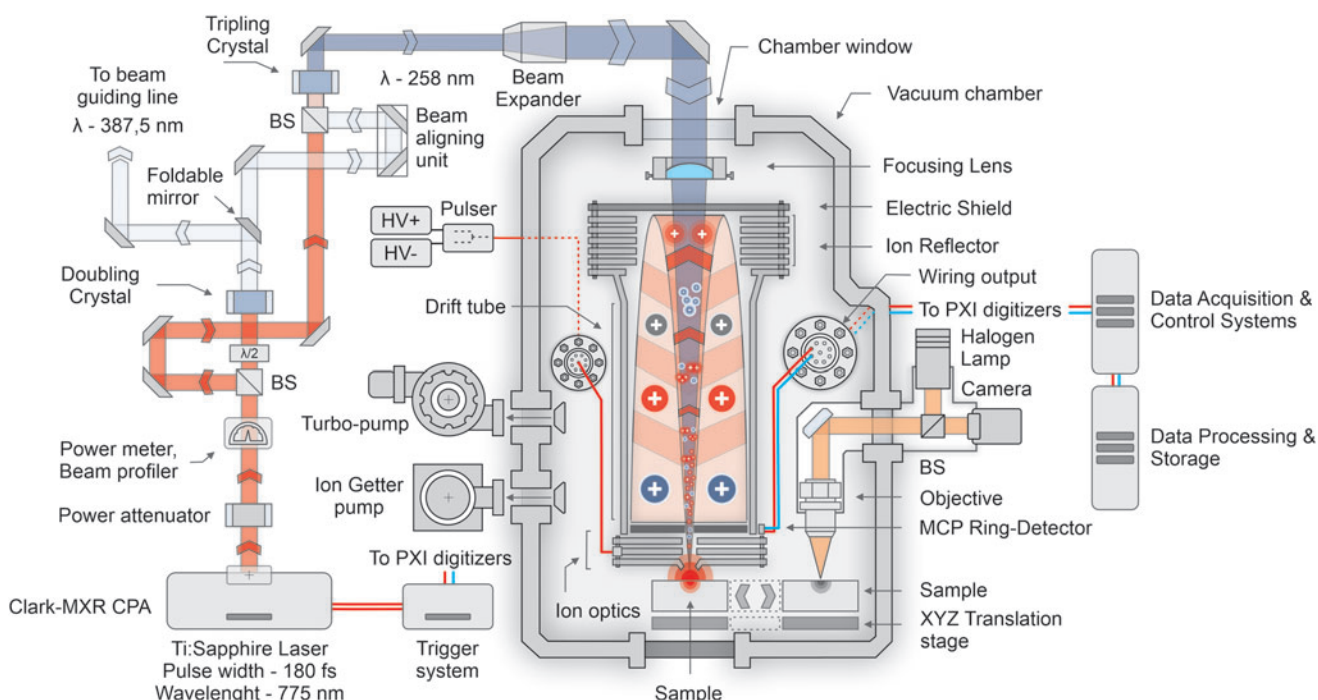 Tripling
Crystal
To beam
guiding line
λ - 387,5 nm
BS
λ - 258 nm
Beam
Expander
Beam
aligning
unit
Chamber window
Vacuum chamber
Focusing Lens
Electric Shield
Ion Reflector
Wiring output
Foldable
mirror
HV+
HV-
Pulser
Doubling
Crystal
Drift tube
To PXI digitizers
Halogen
Lamp
Camera
Data Acquisition &
Control Systems
λ/2
BS
Turbo-pump
Power meter,
Beam profiler
Ion Getter
pump
BS
Objective
MCP Ring-Detector
Data Processing &
Storage
Power attenuator
To PXI digitizers
Clark-MXR CPA
Ion optics
Sample
XYZ Translation
stage
Ti:Sapphire Laser
Pulse width - 180 fs
Wavelenght - 775 nm
Trigger
system
Sample